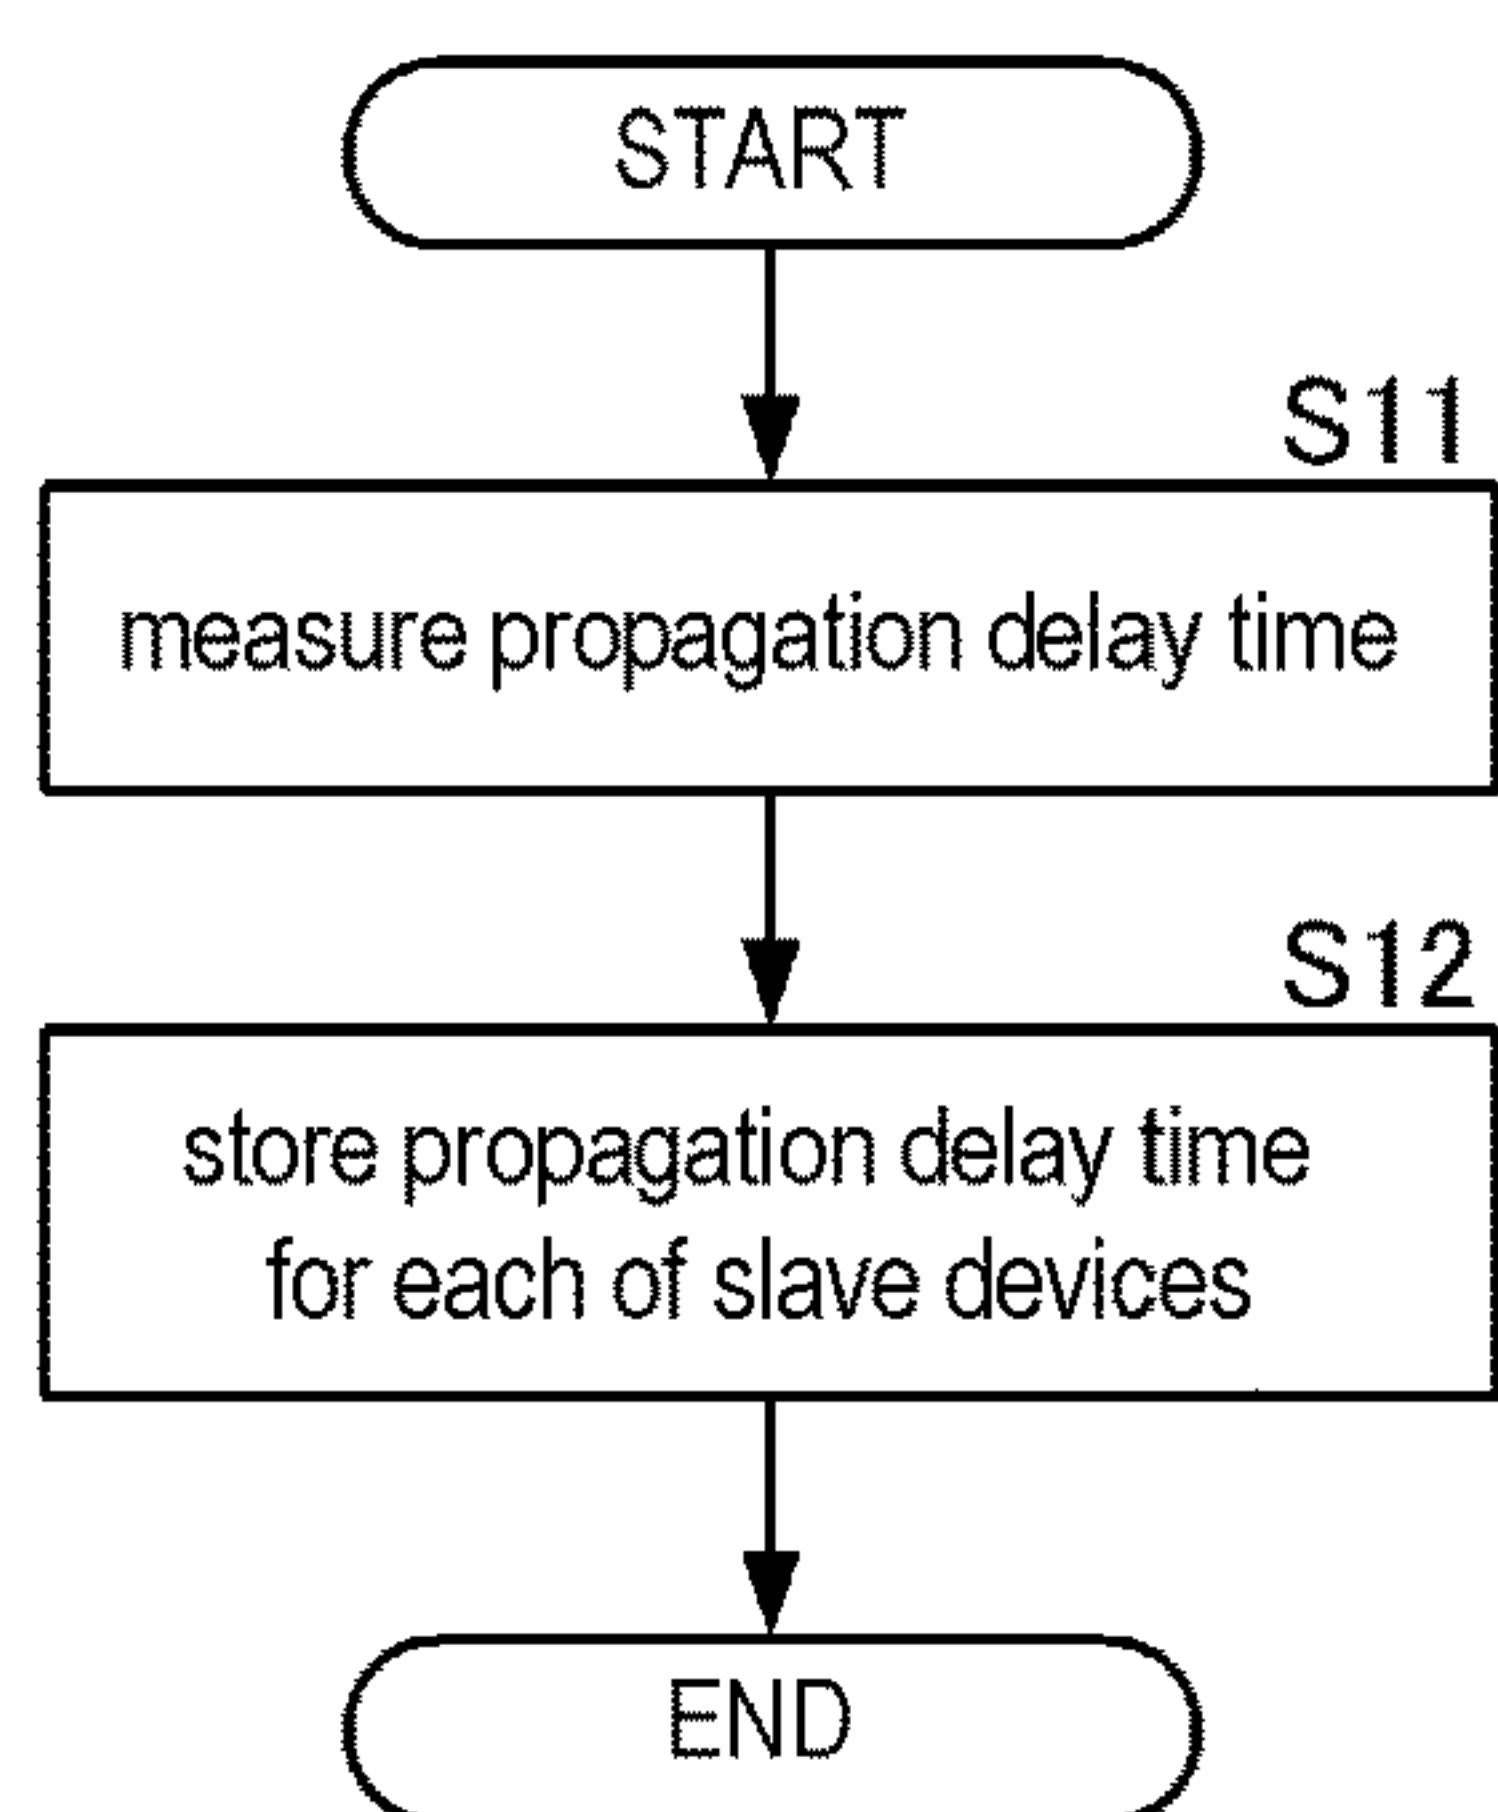 START
S11
measure propagation delay time
S12
store propagation delay time
for each of slave devices
END